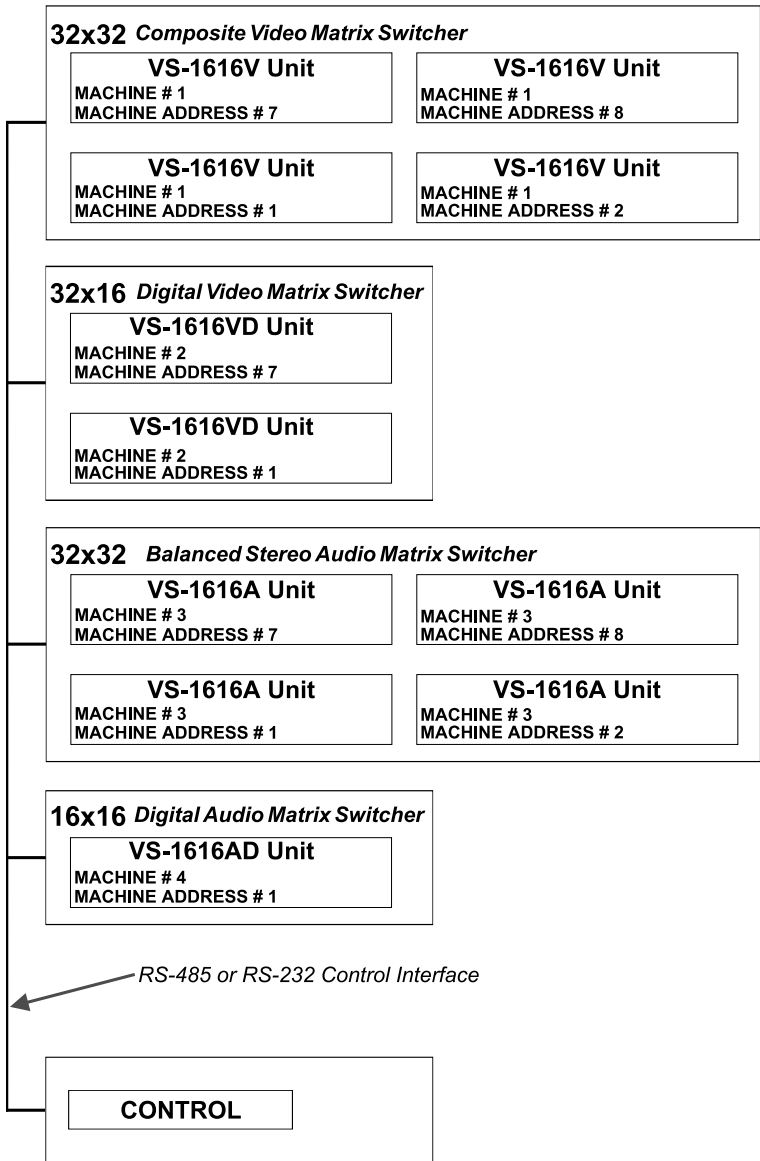 32x32 Composite Video Matrix Switcher
VS-1616V Unit
MACHINE # 1
MACHINE ADDRESS # 7
VS-1616V Unit
MACHINE # 1
MACHINE ADDRESS # 8
VS-1616V Unit
MACHINE # 1
MACHINE ADDRESS # 1
VS-1616V Unit
MACHINE # 1
MACHINE ADDRESS # 2
32x16 Digital Video Matrix Switcher
VS-1616VD Unit
MACHINE # 2
MACHINE ADDRESS # 7
VS-1616VD Unit
MACHINE # 2
MACHINE ADDRESS # 1
32x32 Balanced Stereo Audio Matrix Switcher
VS-1616A Unit
MACHINE # 3
MACHINE ADDRESS # 7
VS-1616A Unit
MACHINE # 3
MACHINE ADDRESS # 8
VS-1616A Unit
MACHINE # 3
MACHINE ADDRESS # 1
VS-1616A Unit
MACHINE # 3
MACHINE ADDRESS # 2
16x16 Digital Audio Matrix Switcher
VS-1616AD Unit
MACHINE # 4
MACHINE ADDRESS # 1
RS-485 or RS-232 Control Interface
CONTROL